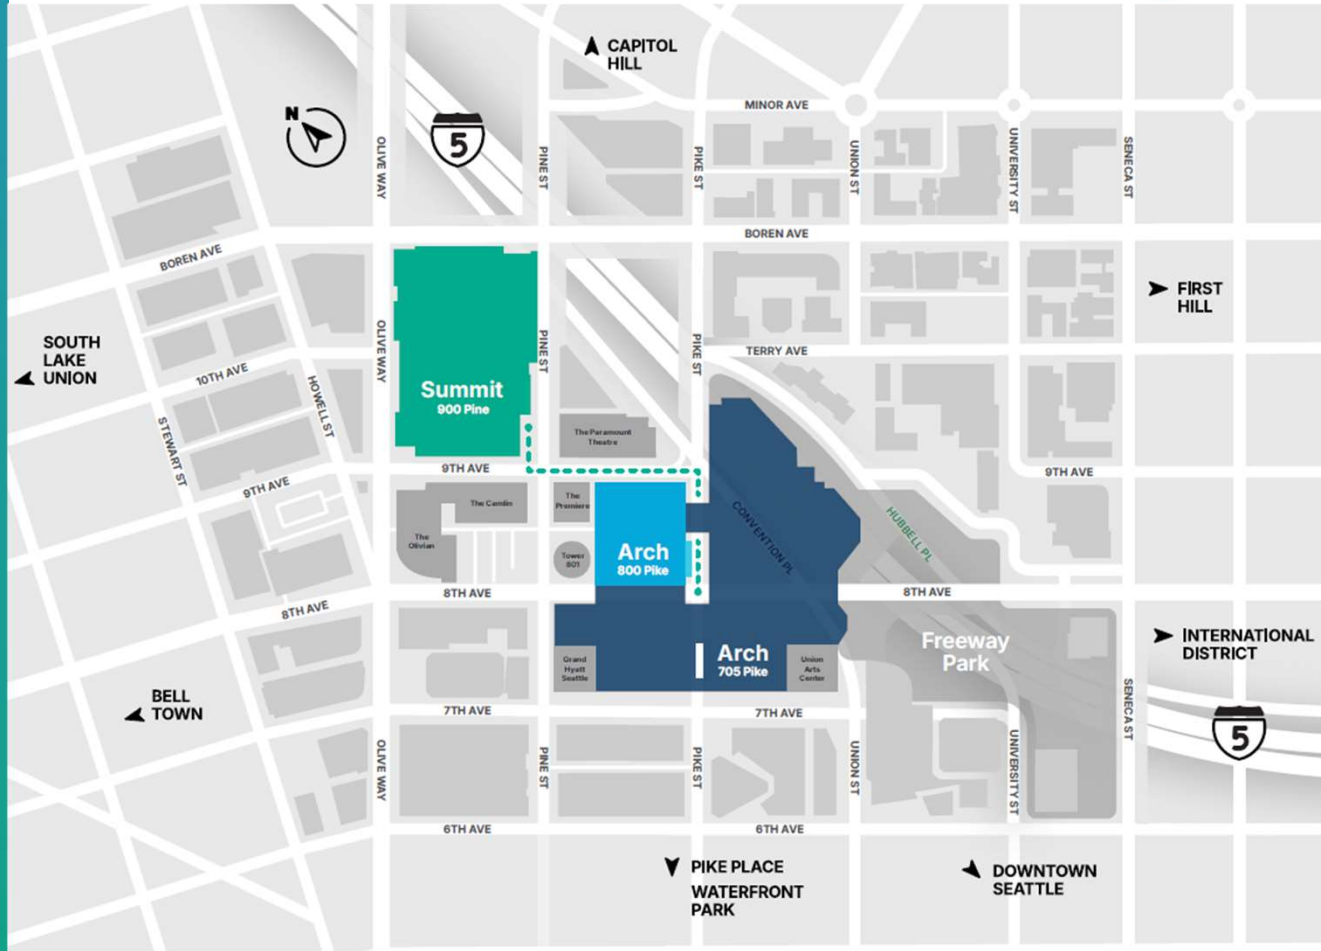 CAPITOL
HILL
N
5
MINOR AVE
OLIVE WAY
PINE ST
PIKE ST
UNION ST
UNIVERSITY ST
SENECA ST
BOREN AVE
BOREN AVE
FIRST
HILL
SOUTH
LAKE
UNION
OLIVE WAY
PINE ST
PIKE ST
TERRY AVE
10TH AVE
HOWELL ST
STEWART ST
Summit
900 Pine
The Paramount
Theatre
9TH AVE
9TH AVE
9TH AVE
The Camlin
The
Olivian
The
Premiere
Tower
801
Arch
800 Pike
CONVENTION PL
HUBBELL PL
8TH AVE
8TH AVE
8TH AVE
Freeway
Park
INTERNATIONAL
DISTRICT
Grand
Hyatt
Seattle
Arch
705 Pike
Union
Arts
Center
BELL
TOWN
7TH AVE
7TH AVE
SENECA ST
5
OLIVE WAY
PINE ST
PIKE ST
UNION ST
UNIVERSITY ST
6TH AVE
6TH AVE
PIKE PLACE
WATERFRONT
PARK
DOWNTOWN
SEATTLE